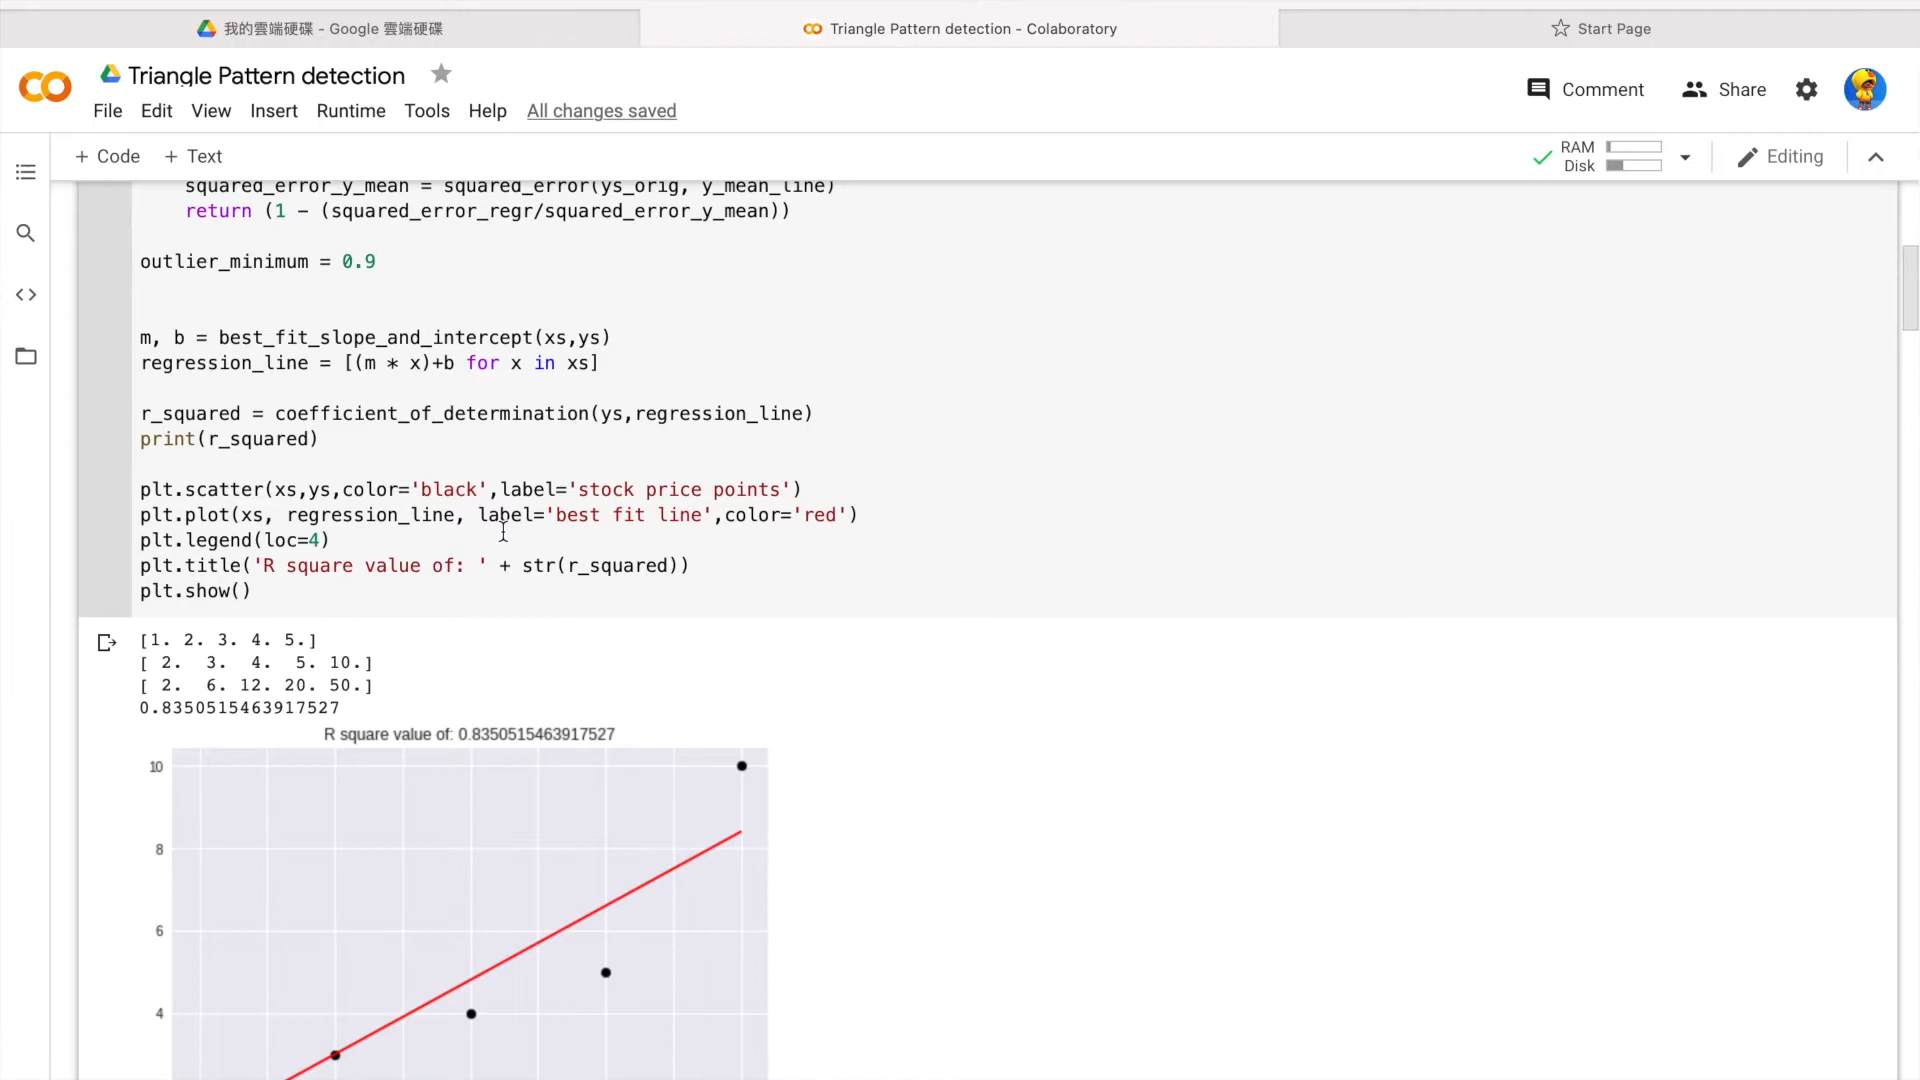 我的雲端硬碟 - Google 雲端硬碟
Triangle Pattern detection - Colaboratory
Start Page
Triangle Pattern detection
Comment
Share
File Edit View Insert Runtime Tools Help All changes saved
+ Code + Text
RAM
Disk
Editing
squared_error_y_mean = squared_error(ys_orig, y_mean_line)
return (1 - (squared_error_regr/squared_error_y_mean))
outlier_minimum = 0.9
m, b = best_fit_slope_and_intercept(xs,ys)
regression_line = [(m * x)+b for x in xs]
r_squared = coefficient_of_determination(ys,regression_line)
print(r_squared)
plt.scatter(xs,ys,color='black',label='stock price points')
plt.plot(xs, regression_line, label='best fit line',color='red')
plt.legend(loc=4)
plt.title('R square value of: ' + str(r_squared))
plt.show()
[1. 2. 3. 4. 5.]
[ 2. 3. 4. 5. 10.]
[ 2. 6. 12. 20. 50.]
0.8350515463917527
R square value of: 0.8350515463917527
10
8
6
4